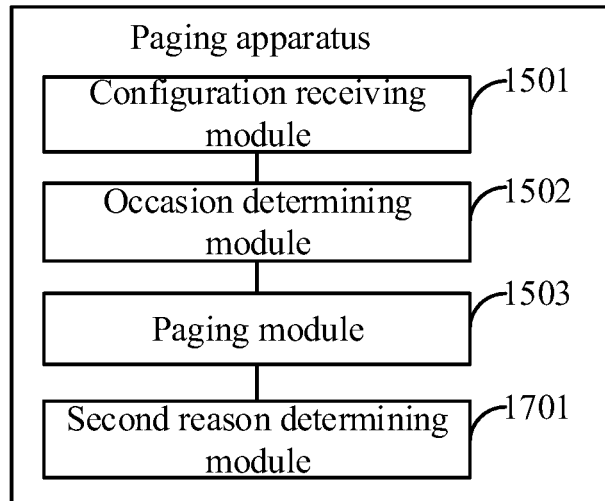 Paging apparatus
Configuration receiving
module
1501
Occasion determining
module
1502
Paging module
1503
Second reason determining
module
1701